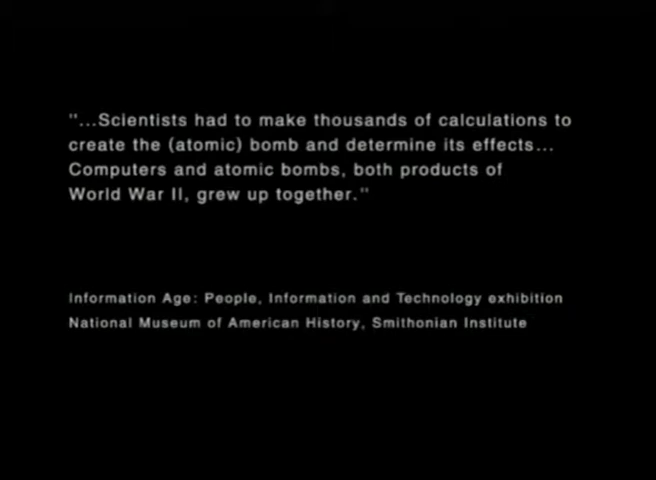 "...Scientists had to make thousands of calculations to
create the (atomic) bomb and determine its effects...
Computers and atomic bombs, both products of
World War II, grew up together."
Information Age: People, Information and Technology exhibition
National Museum of American History, Smithonian Institute